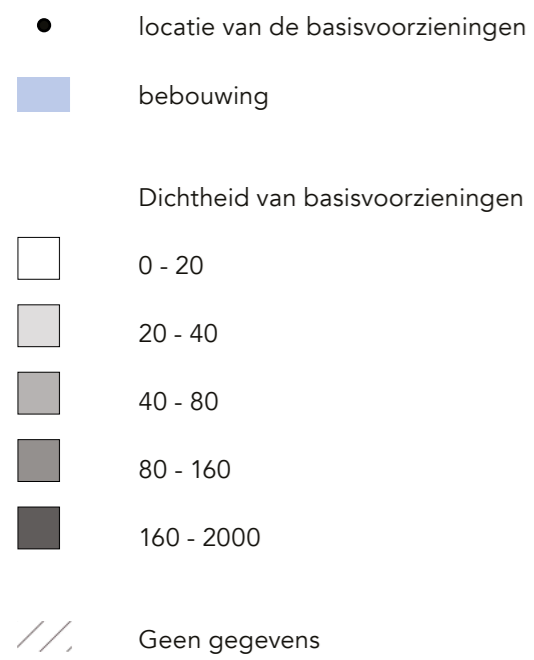 locatie van de basisvoorzieningen
bebouwing
Dichtheid van basisvoorzieningen
0 - 20
20 - 40
40 - 80
80 - 160
160 - 2000
Geen gegevens